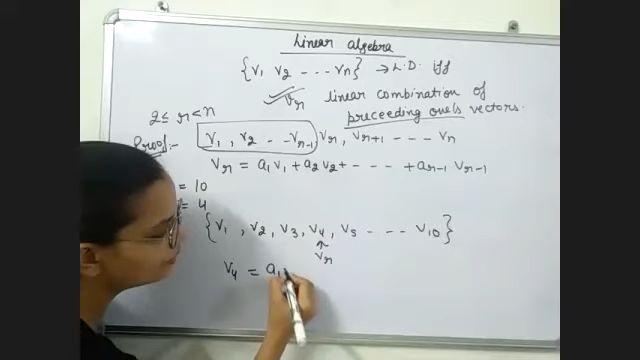 Linear algebra
{V1 V2 --- Vn} → L.D. iff
✓ Vr linear combination of
2 ≤ r < n preceeding ones vectors.
Proof:- V1, V2 - - Vr-1, Vr, Vr+1 - - - - Vn
Vr = a1 V1 + a2 V2 + - - - - + ar-1 Vr-1
= 10
= 4
{V1, V2, V3, V4, V5 - - - - V10}
↑
Vr
V4 = a1